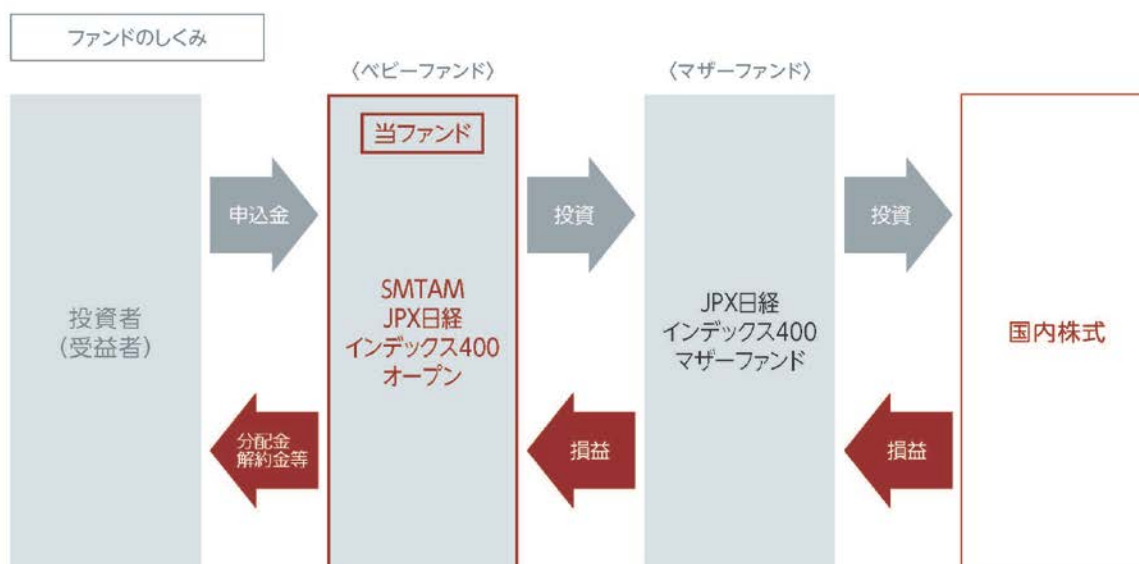 ファンドのしくみ
〈ベビーファンド〉
〈マザーファンド〉
当ファンド
申込金
投資
投資
投資者
(受益者)
SMTAM
JPX日経
インデックス400
オープン
JPX日経
インデックス400
マザーファンド
国内株式
分配金
解約金等
損益
損益